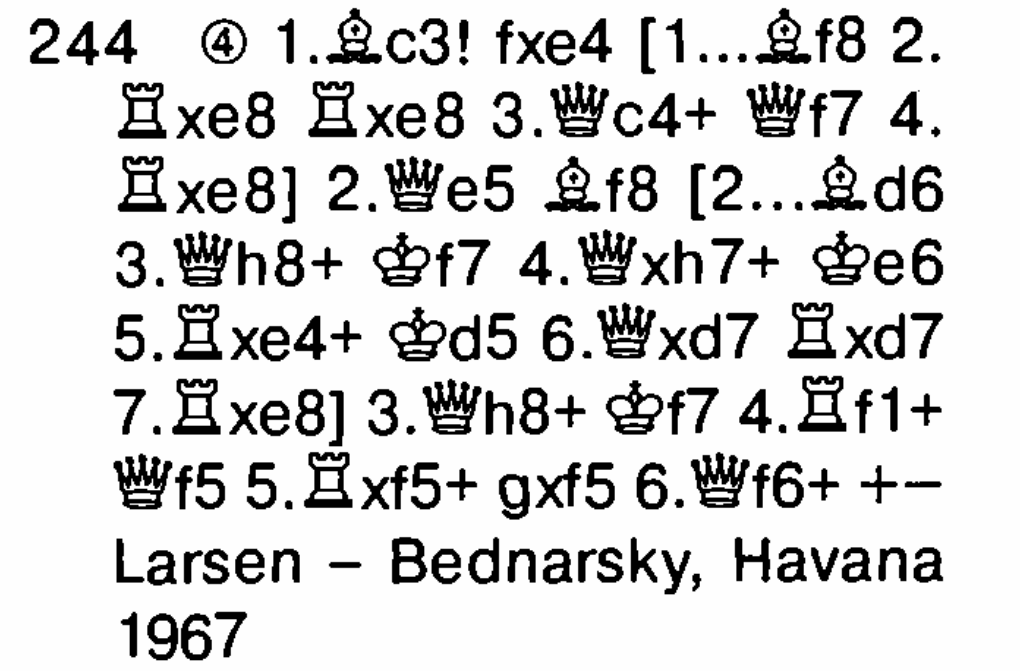 244 ④ 1.♗c3! fxe4 [1...♗f8 2.
♖xe8 ♖xe8 3.♕c4+ ♕f7 4.
♖xe8] 2.♕e5 ♗f8 [2...♗d6
3.♕h8+ ♔f7 4.♕xh7+ ♔e6
5.♖xe4+ ♔d5 6.♕xd7 ♖xd7
7.♖xe8] 3.♕h8+ ♔f7 4.♖f1+
♕f5 5.♖xf5+ gxf5 6.♕f6+ +−
Larsen – Bednarsky, Havana
1967